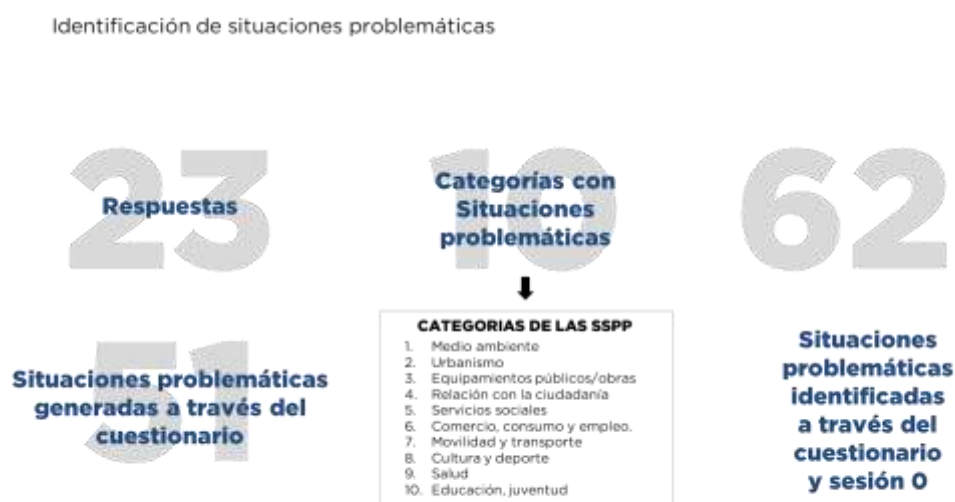 Identificación de situaciones problemáticas
23
Respuestas
10
Categorías con
Situaciones
problemáticas
62
51
Situaciones problemáticas
generadas a través del
cuestionario
CATEGORIAS DE LAS SSPP
1. Medio ambiente
2. Urbanismo
3. Equipamientos públicos/obras
4. Relación con la ciudadanía
5. Servicios sociales
6. Comercio, consumo y empleo.
7. Movilidad y transporte
8. Cultura y deporte
9. Salud
10. Educación, juventud
Situaciones
problemáticas
identificadas
a través del
cuestionario
y sesión 0